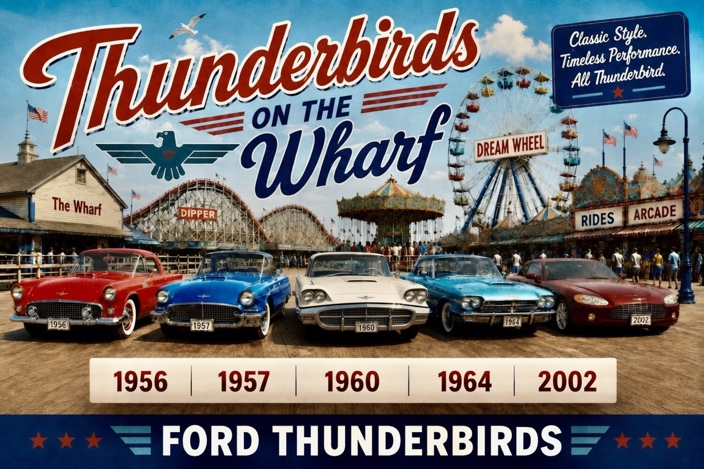 Thunderbirds
ON THE
Wharf
Classic Style.
Timeless Performance.
All Thunderbird.
DREAM WHEEL
The Wharf
DIPPER
RIDES
ARCADE
1956
1957
1960
1964
2002
1956
1957
1960
1964
2002
FORD THUNDERBIRDS